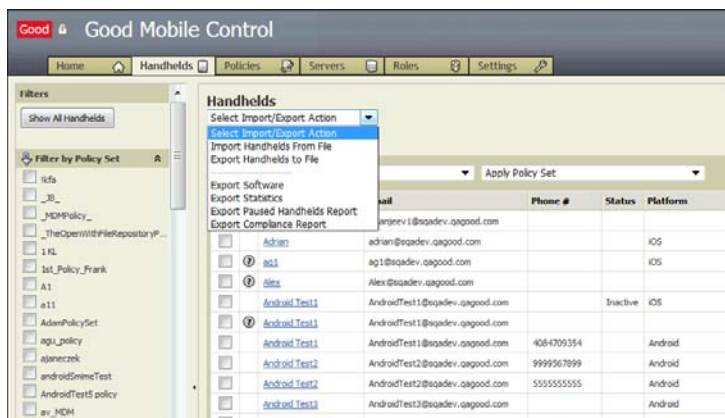 Good Good Mobile Control
Home Handhelds Policies Servers Roles Settings
Filters
Show All Handhelds
Filter by Policy Set
!kfa
_JB_
_MDMPolicy_
_TheOpenWithFileRepositoryP...
1 KL
1st_Policy_Frank
A1
a11
AdamPolicySet
agu_policy
ajaneczek
androidSmimeTest
AndroidTest5 policy
av_MDM
Handhelds
Select Import/Export Action
Select Import/Export Action
Import Handhelds From File
Export Handhelds to File
Export Software
Export Statistics
Export Paused Handhelds Report
Export Compliance Report
Apply Policy Set
Phone # Status Platform
anjeev1@sqadev.qagood.com
Adrian adrian@sqadev.qagood.com iOS
ag1 ag1@sqadev.qagood.com iOS
Alex Alex@sqadev.qagood.com
Android Test1 AndroidTest1@sqadev.qagood.com Inactive iOS
Android Test1 AndroidTest1@sqadev.qagood.com
Android Test1 AndroidTest1@sqadev.qagood.com 4084709354 Android
Android Test2 AndroidTest2@sqadev.qagood.com 9999567899 Android
Android Test2 AndroidTest2@sqadev.qagood.com 5555555555 Android
Android Test3 AndroidTest3@sqadev.qagood.com Android